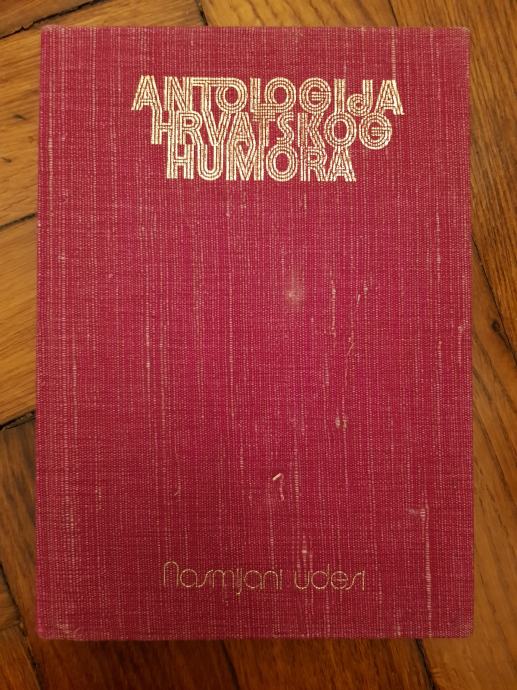 ANTOLOGIJA
HRVATSKOG
HUMORA
Nasmijani udesi